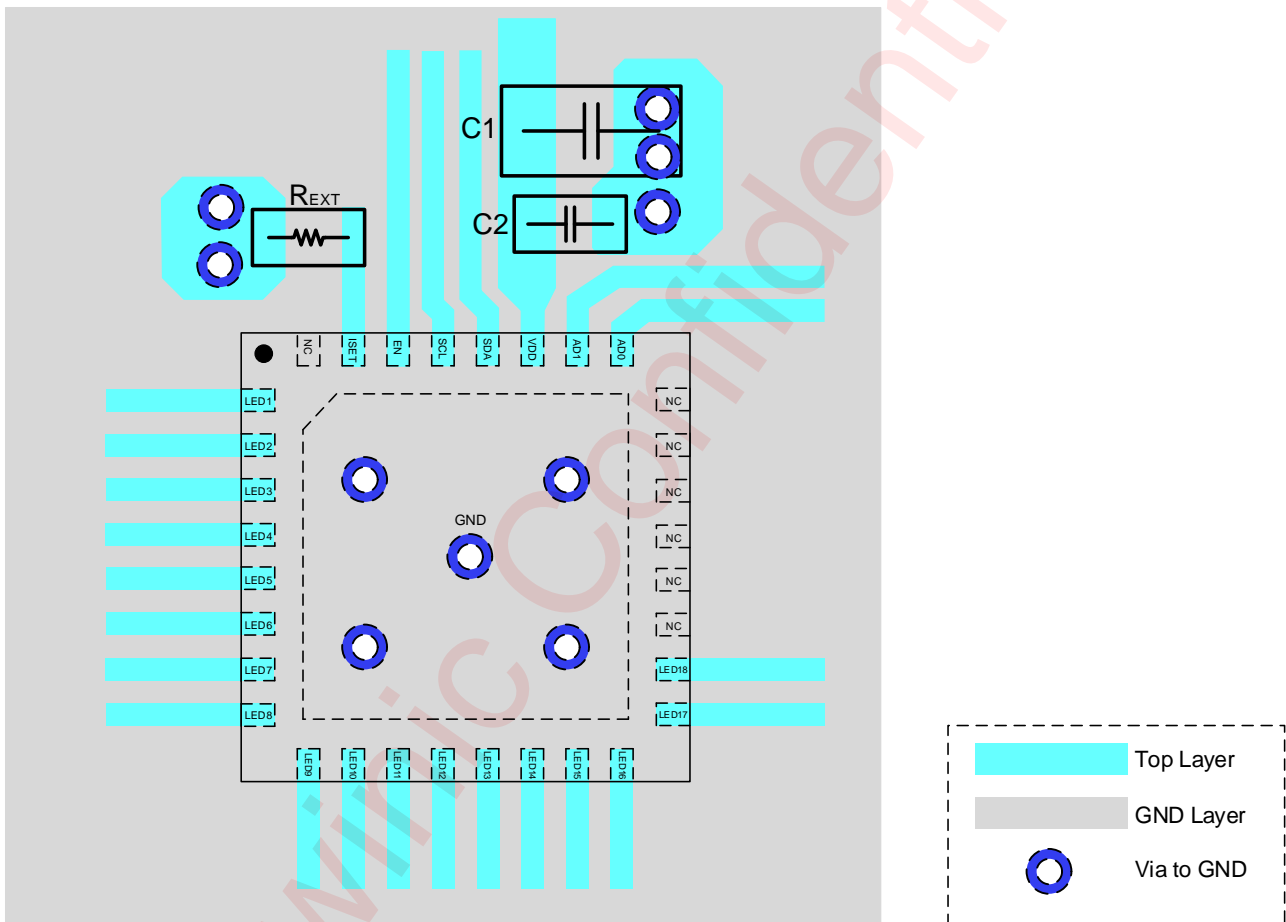 C1
REXT
C2
NC
ISET
EN
SCL
SDA
VDD
AD1
AD0
LED1
LED2
LED3
LED4
LED5
LED6
LED7
LED8
NC
NC
NC
NC
NC
NC
LED18
LED17
GND
LED9
LED10
LED11
LED12
LED13
LED14
LED15
LED16
Top Layer
GND Layer
Via to GND
winic Confidenti